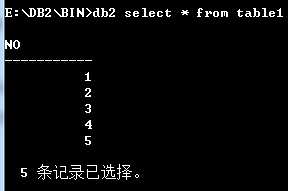 E:\DB2\BIN>db2 select * from table1
NO
-----------
1
2
3
4
5
5 条记录已选择。